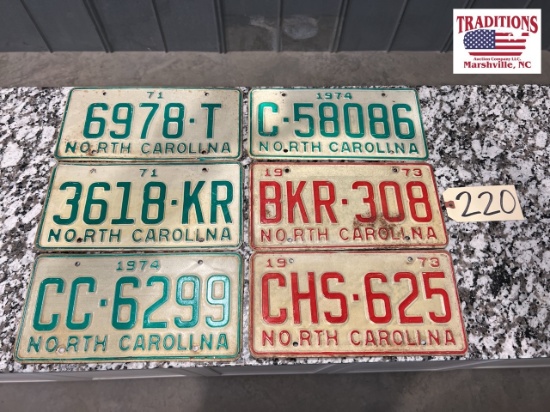 TRADITIONS
Auction Company LLC.
Marshville, NC
71
6978·T
NORTH CAROLINA
1974
C-58086
NORTH CAROLINA
71
3618·KR
NORTH CAROLINA
19 73
BKR·308
NORTH CAROLINA
220
1974
CC·6299
NORTH CAROLINA
19 73
CHS·625
NORTH CAROLINA